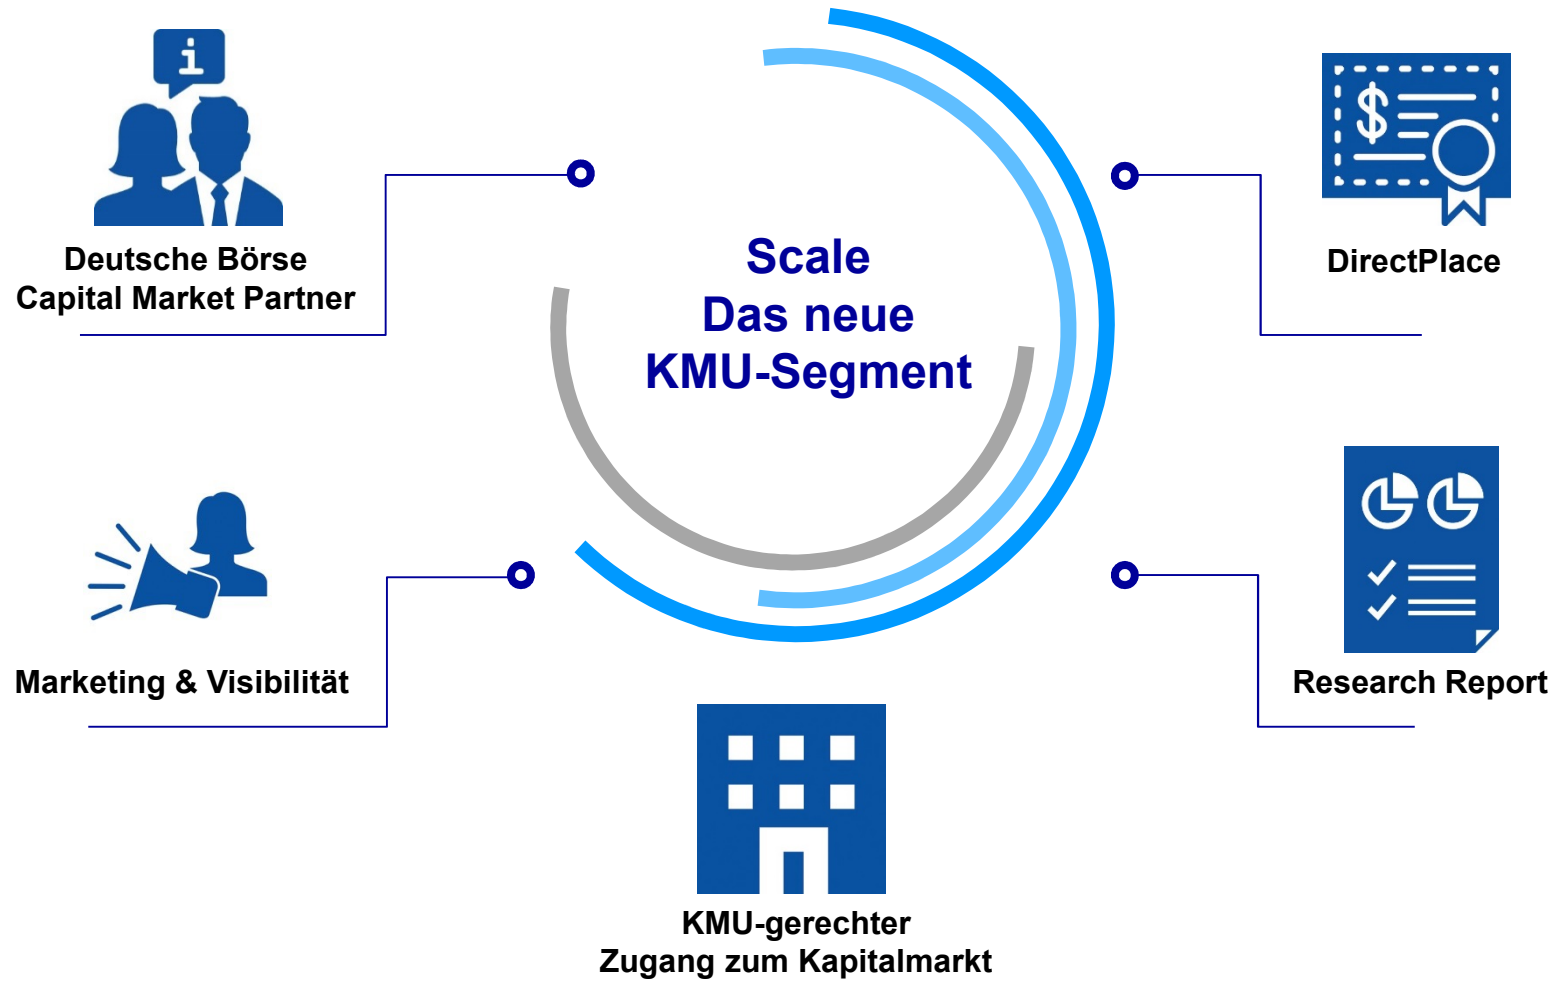 Deutsche Börse
Capital Market Partner
Scale
Das neue
KMU-Segment
DirectPlace
Marketing & Visibilität
Research Report
KMU-gerechter
Zugang zum Kapitalmarkt
i
$